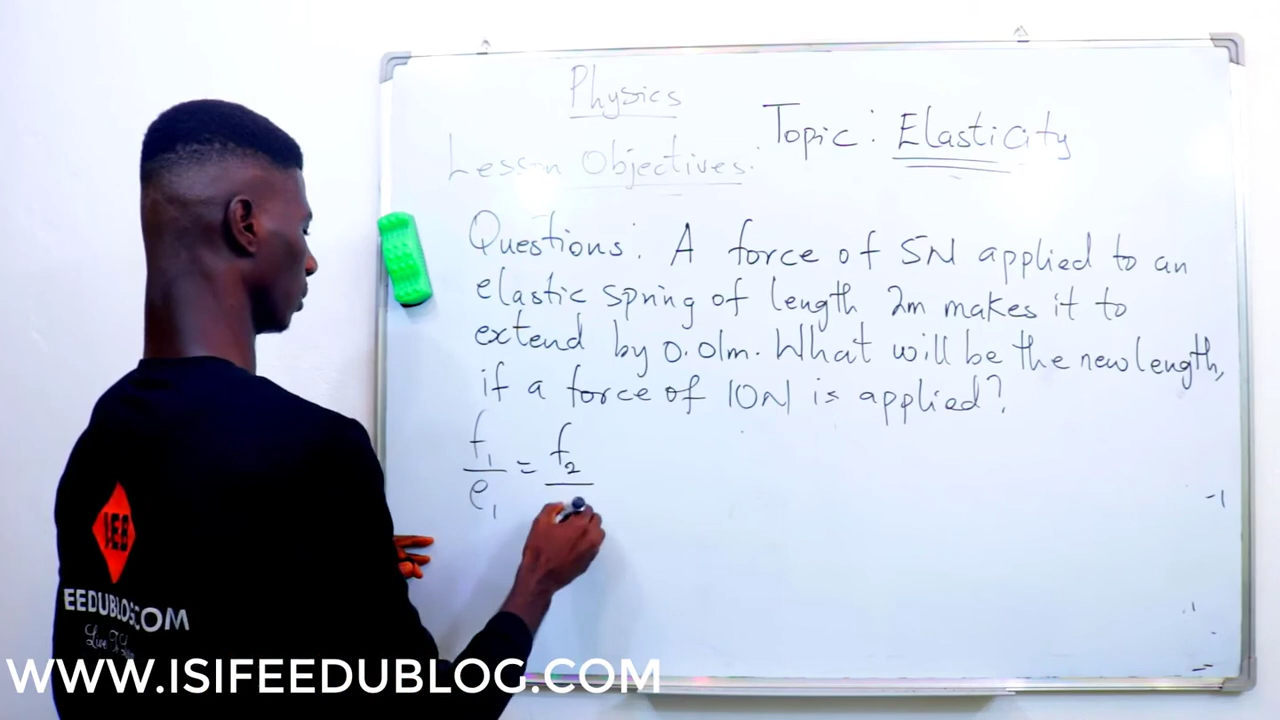 Physics
Topic: Elasticity
Lesson Objectives:
Questions: A force of 5N applied to an
elastic spring of length 2m makes it to
extend by 0.01m. What will be the new length,
if a force of 10N is applied?
f₁ = f₂
e₁
-1
IEB
EEDUBLOG.COM
WWW.ISIFEEDUBLOG.COM